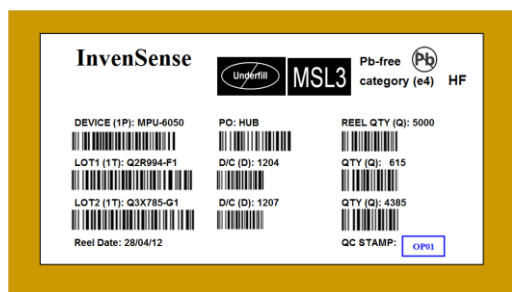 InvenSense
Underfill
MSL3
Pb-free
category (e4)
Pb
HF
DEVICE (1P): MPU-6050
PO: HUB
REEL QTY (Q): 5000
LOT1 (1T): Q2R994-F1
D/C (D): 1204
QTY (Q): 615
LOT2 (1T): Q3X785-G1
D/C (D): 1207
QTY (Q): 4385
Reel Date: 28/04/12
QC STAMP:
OP01